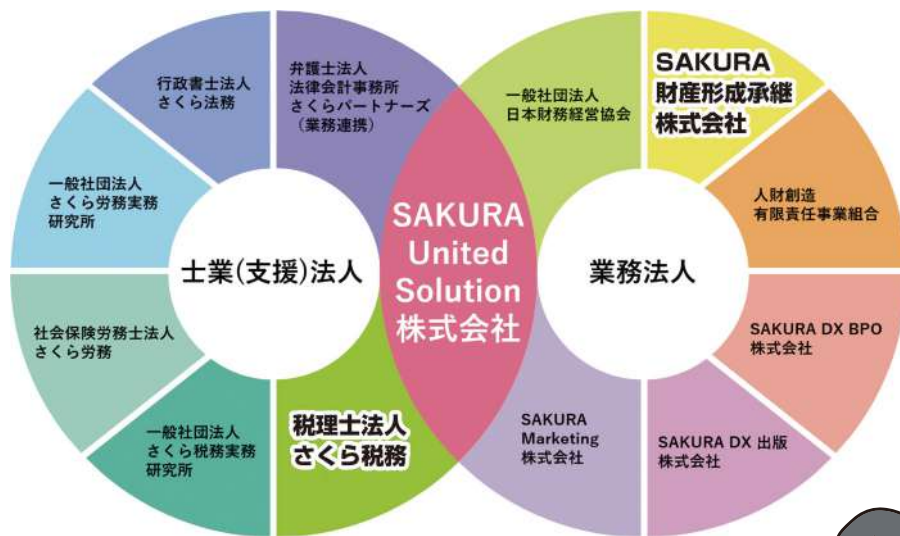 行政書士法人
さくら法務
弁護士法人
法律会計事務所
さくらパートナーズ
（業務連携）
一般社団法人
さくら労務実務
研究所
士業(支援)法人
社会保険労務士法人
さくら労務
一般社団法人
さくら税務実務
研究所
税理士法人
さくら税務
SAKURA
United
Solution
株式会社
一般社団法人
日本財務経営協会
SAKURA
財産形成承継
株式会社
人財創造
有限責任事業組合
業務法人
SAKURA DX BPO
株式会社
SAKURA
Marketing
株式会社
SAKURA DX 出版
株式会社